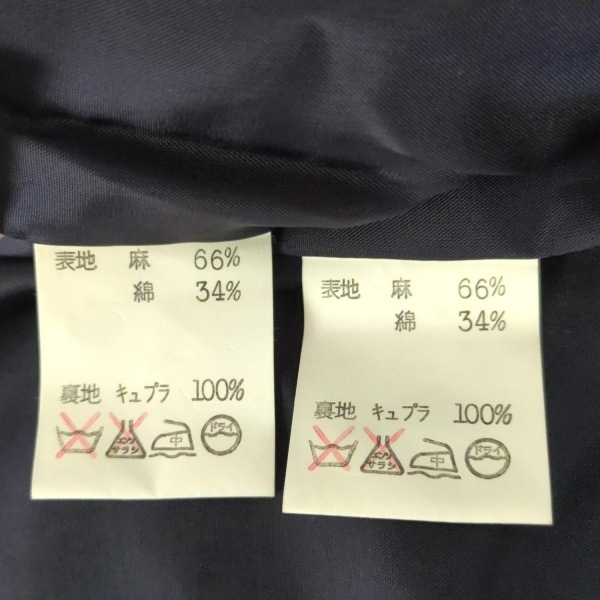 表地 麻 66%
綿 34%
裏地 キュプラ 100%
エンソ
サラシ
中
ドライ
表地 麻 66%
綿 34%
裏地 キュプラ 100%
エンソ
サラシ
中
ドライ